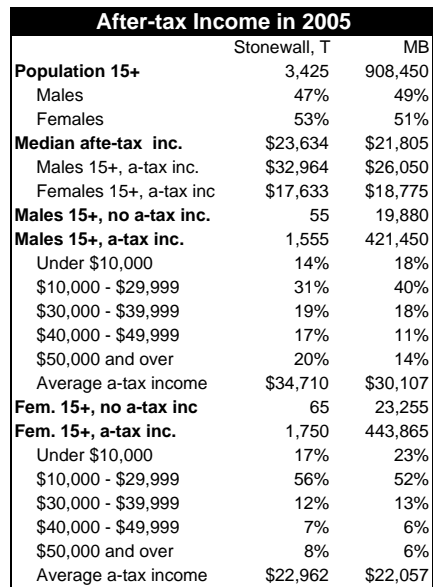 After-tax Income in 2005
Stonewall, T MB
Population 15+ 3,425 908,450
Males 47% 49%
Females 53% 51%
Median afte-tax inc. $23,634 $21,805
Males 15+, a-tax inc. $32,964 $26,050
Females 15+, a-tax inc $17,633 $18,775
Males 15+, no a-tax inc. 55 19,880
Males 15+, a-tax inc. 1,555 421,450
Under $10,000 14% 18%
$10,000 - $29,999 31% 40%
$30,000 - $39,999 19% 18%
$40,000 - $49,999 17% 11%
$50,000 and over 20% 14%
Average a-tax income $34,710 $30,107
Fem. 15+, no a-tax inc 65 23,255
Fem. 15+, a-tax inc. 1,750 443,865
Under $10,000 17% 23%
$10,000 - $29,999 56% 52%
$30,000 - $39,999 12% 13%
$40,000 - $49,999 7% 6%
$50,000 and over 8% 6%
Average a-tax income $22,962 $22,057